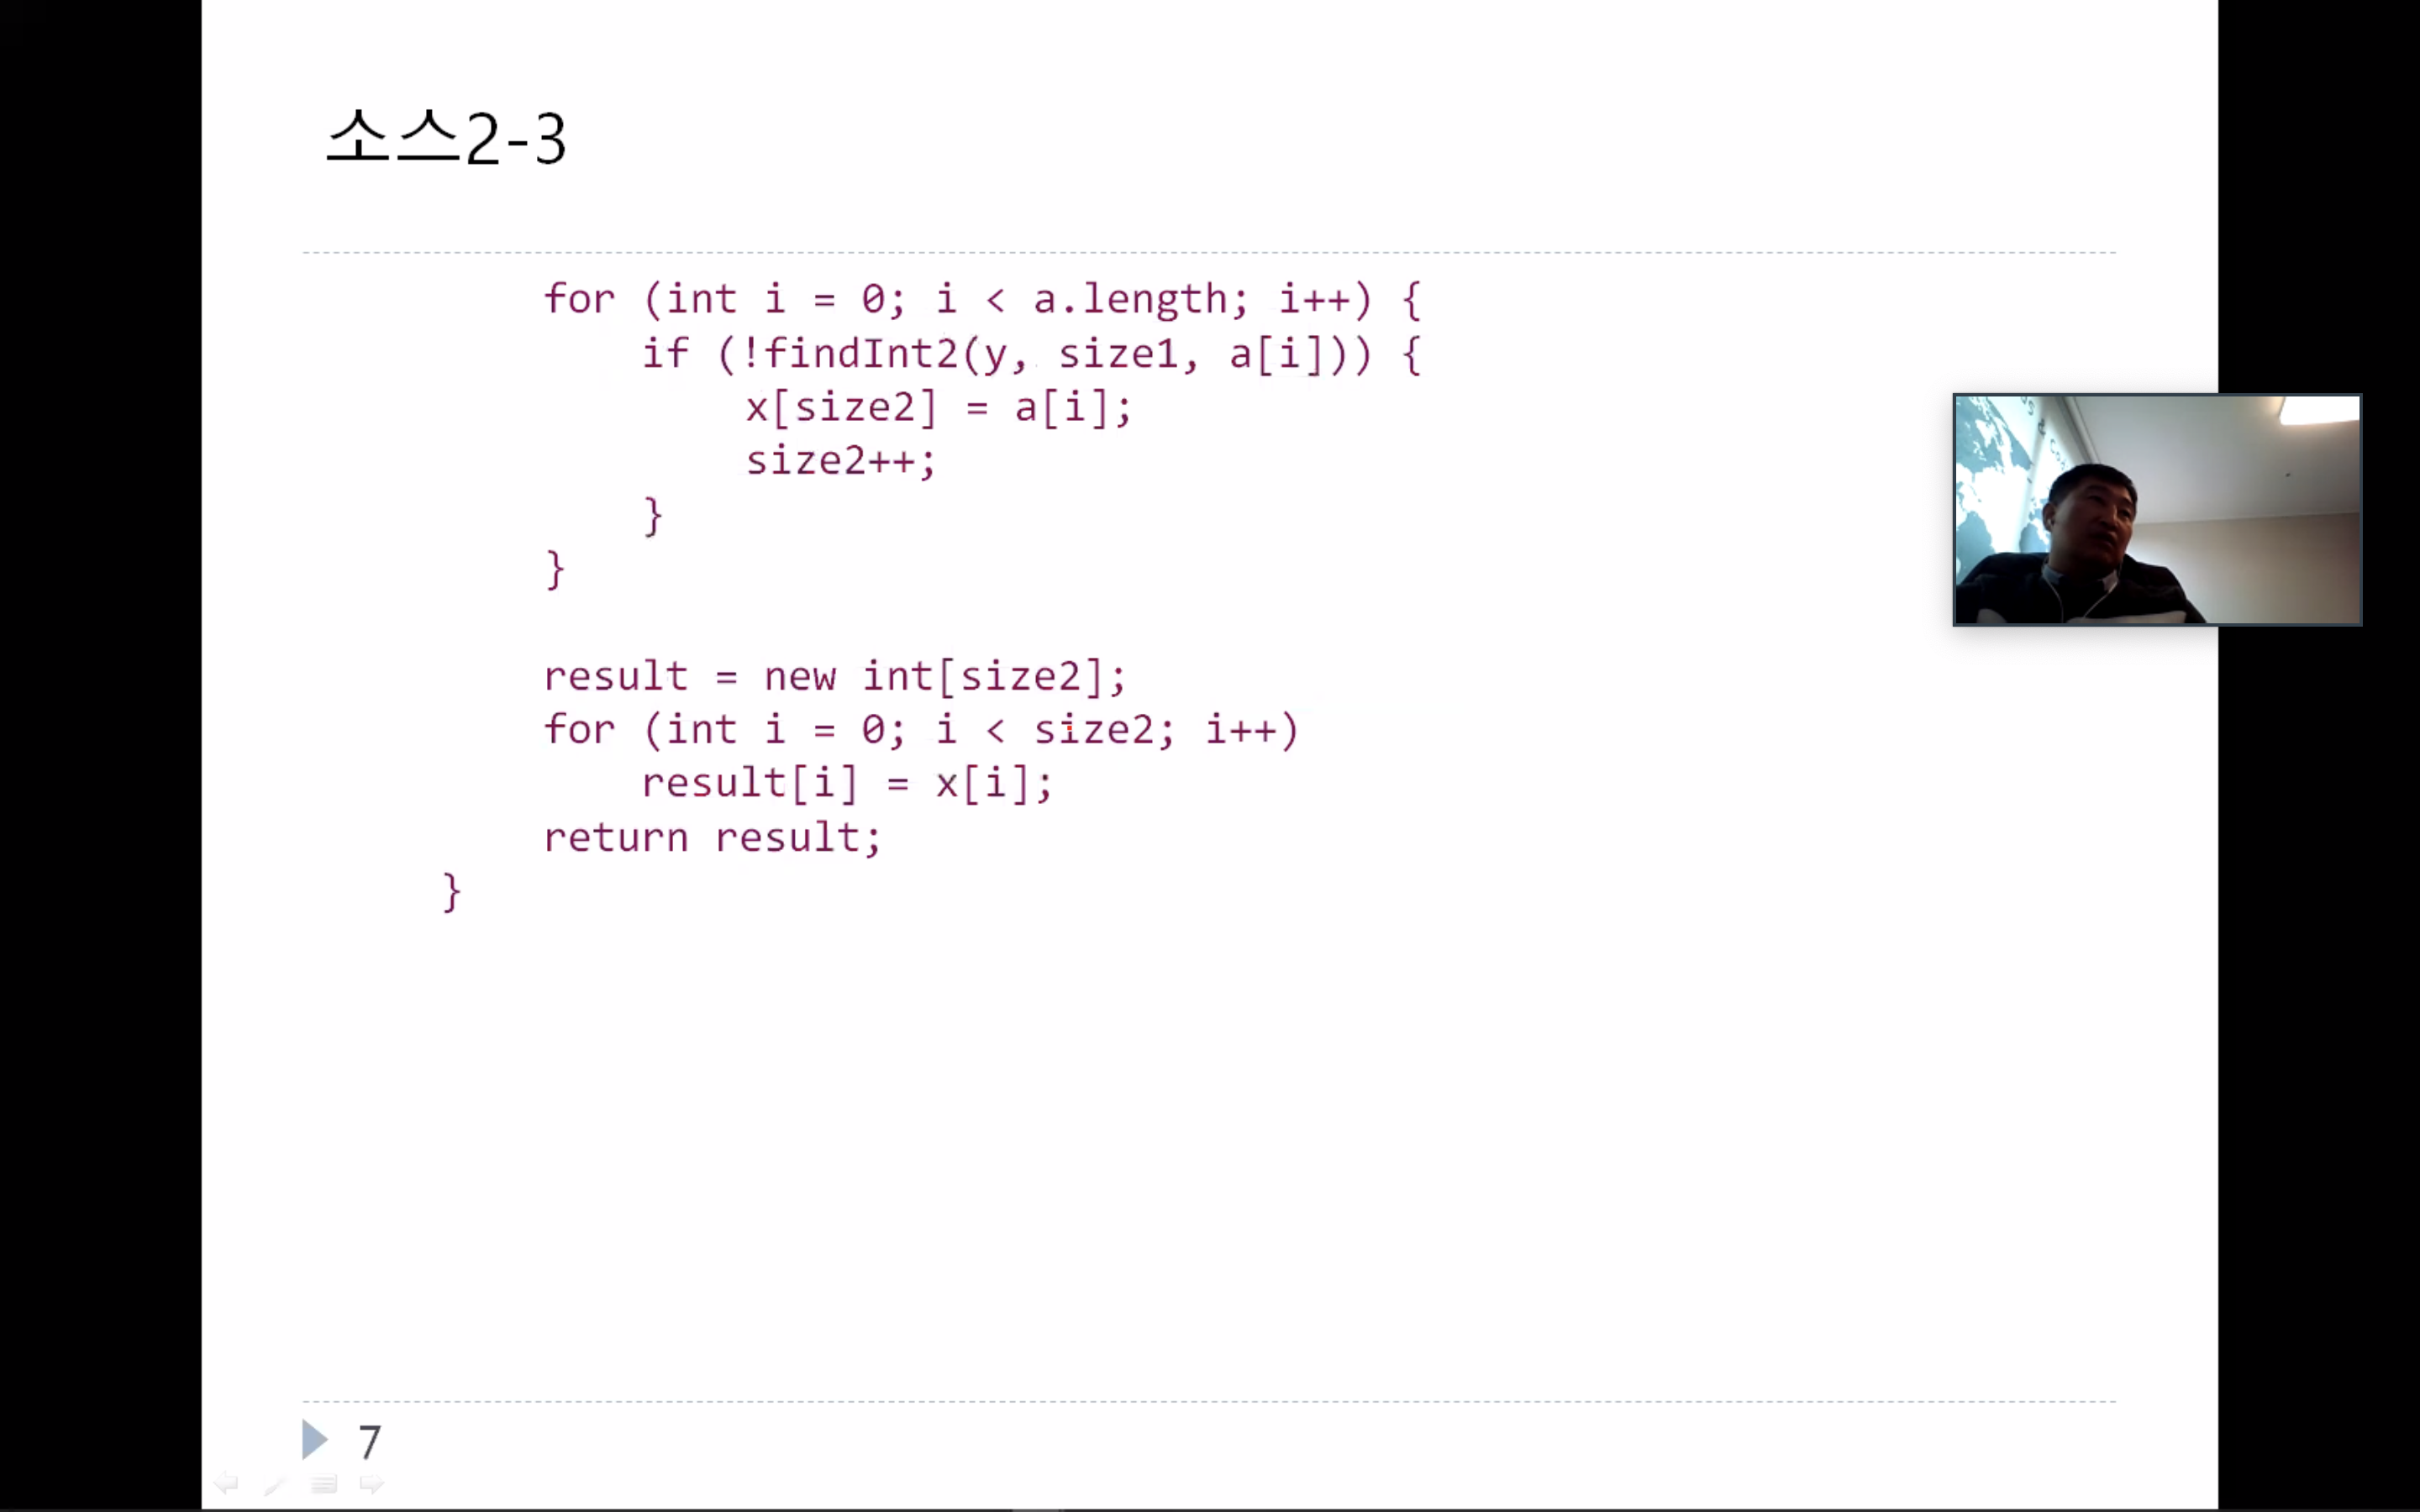 소스2-3
for (int i = 0; i < a.length; i++) {
if (!findInt2(y, size1, a[i])) {
x[size2] = a[i];
size2++;
}
}
result = new int[size2];
for (int i = 0; i < size2; i++)
result[i] = x[i];
return result;
}
7